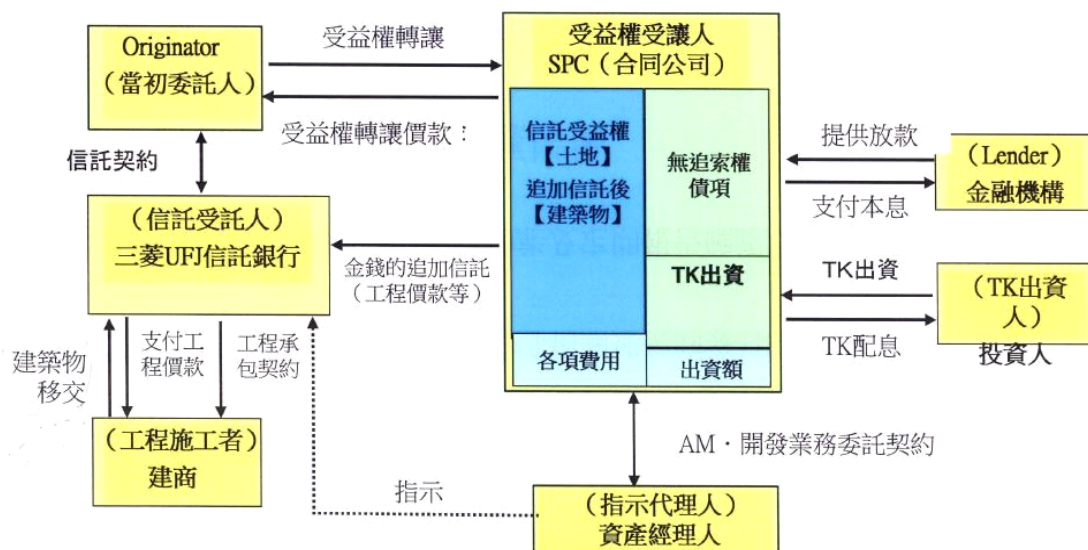 Originator
（當初委託人）
受益權轉讓
受益權轉讓價款：
受益權受讓人
SPC（合同公司）
信託受益權
【土地】
追加信託後
【建築物】
無追索權
債項
TK出資
各項費用
出資額
提供放款
支付本息
（Lender）
金融機構
TK出資
TK配息
（TK出資
人）
投資人
信託契約
（信託受託人）
三菱UFJ信託銀行
金錢的追加信託
（工程價款等）
建築物
移交
支付工
程價款
工程承
包契約
（工程施工者）
建商
指示
AM・開發業務委託契約
（指示代理人）
資產經理人